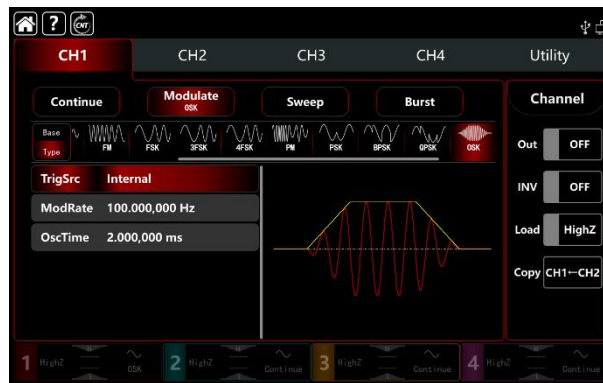 ? CNT
CH1 CH2 CH3 CH4 Utility
Continue Modulate Sweep Burst Channel
OSK
Base
Type FM FSK 3FSK 4FSK PM PSK BPSK QPSK OSK
Out OFF
TrigSrc Internal
INV OFF
ModRate 100.000,000 Hz
Load HighZ
OscTime 2.000,000 ms
Copy CH1←CH2
1 HighZ OSK 2 HighZ Continue 3 HighZ Continue 4 HighZ Continue